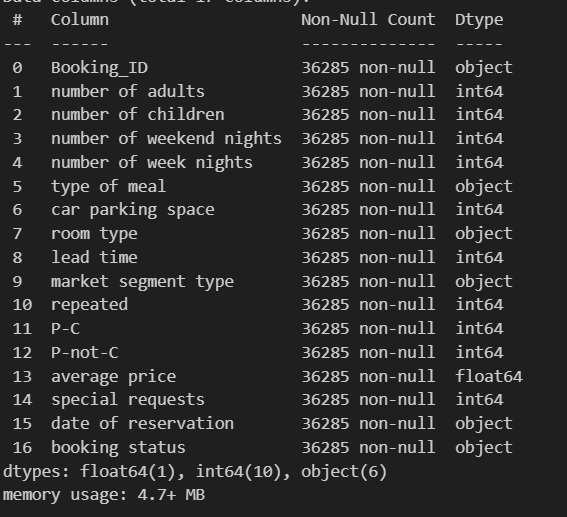 Data columns (total 17 columns):
 #   Column                    Non-Null Count  Dtype
---  ------                    --------------  -----
 0   Booking_ID                36285 non-null  object
 1   number of adults          36285 non-null  int64
 2   number of children        36285 non-null  int64
 3   number of weekend nights  36285 non-null  int64
 4   number of week nights     36285 non-null  int64
 5   type of meal              36285 non-null  object
 6   car parking space         36285 non-null  int64
 7   room type                 36285 non-null  object
 8   lead time                 36285 non-null  int64
 9   market segment type       36285 non-null  object
 10  repeated                  36285 non-null  int64
 11  P-C                       36285 non-null  int64
 12  P-not-C                   36285 non-null  int64
 13  average price             36285 non-null  float64
 14  special requests          36285 non-null  int64
 15  date of reservation       36285 non-null  object
 16  booking status            36285 non-null  object
dtypes: float64(1), int64(10), object(6)
memory usage: 4.7+ MB